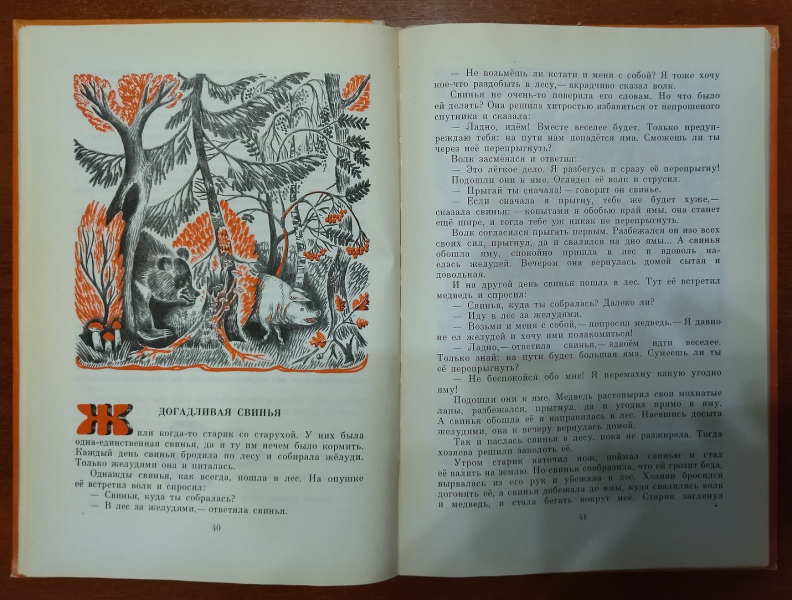 ДОГАДЛИВАЯ СВИНЬЯ
Жили когда-то старик со старухой. У них была
одна-единственная свинья, да и ту им нечем было кормить.
Каждый день свинья бродила по лесу и собирала жёлуди.
Только желудями она и питалась.
Однажды свинья, как всегда, пошла в лес. На опушке
её встретил волк и спросил:
— Свинья, куда ты собралась?
— В лес за желудями,— ответила свинья.
40
— Не возьмёшь ли кстати и меня с собой? Я тоже хочу
кое-что раздобыть в лесу,— вкрадчиво сказал волк.
Свинья не очень-то поверила его словам. Но что было
ей делать? Она решила хитростью избавиться от непрошеного
спутника и сказала:
— Ладно, идём! Вместе веселее будет. Только предуп-
реждаю тебя: на пути нам попадётся яма. Сможешь ли ты
через неё перепрыгнуть?
Волк засмеялся и ответил:
— Это лёгкое дело. Я разбегусь и сразу её перепрыгну!
Подошли они к яме. Оглядел её волк и струсил.
— Прыгай ты сначала!— говорит он свинье.
— Если сначала я прыгну, тебе же будет хуже,—
сказала свинья:— копытами я обобью край ямы, она станет
ещё шире, и тогда тебе уж никак не перепрыгнуть.
Волк согласился прыгать первым. Разбежался он изо всех
своих сил, прыгнул, да и свалился на дно ямы... А свинья
обошла яму, спокойно пришла в лес и вдоволь на-
елась желудей. Вечером она вернулась домой сытая и
довольная.
И на другой день свинья пошла в лес. Тут её встретил
медведь и спросил:
— Свинья, куда ты собралась? Далеко ли?
— Иду в лес за желудями.
— Возьми и меня с собой,— попросил медведь.— Я давно
не ел желудей и хочу ими полакомиться!
— Ладно,— ответила свинья,— вдвоём идти веселее.
Только знай: на пути будет большая яма. Сумеешь ли ты
её перепрыгнуть?
— Не беспокойся обо мне! Я перемахну какую угодно
яму!
Подошли они к яме. Медведь растопырил свои мохнатые
лапы, разбежался, прыгнул, да и угодил прямо в яму.
А свинья обошла её и направилась в лес. Наевшись досыта
желудями, она к вечеру вернулась домой.
Так и паслась свинья в лесу, пока не разжирела. Тогда
хозяева решили заколоть её.
Утром старик наточил нож, поймал свинью и стал
её валить на землю. Но свинья сообразила, что ей грозит беда,
вырвалась из его рук и убежала в лес. Хозяин бросился
догонять её, а свинья добежала до ямы, куда свалились волк
и медведь, и стала бегать вокруг неё. Старик заглянул
41